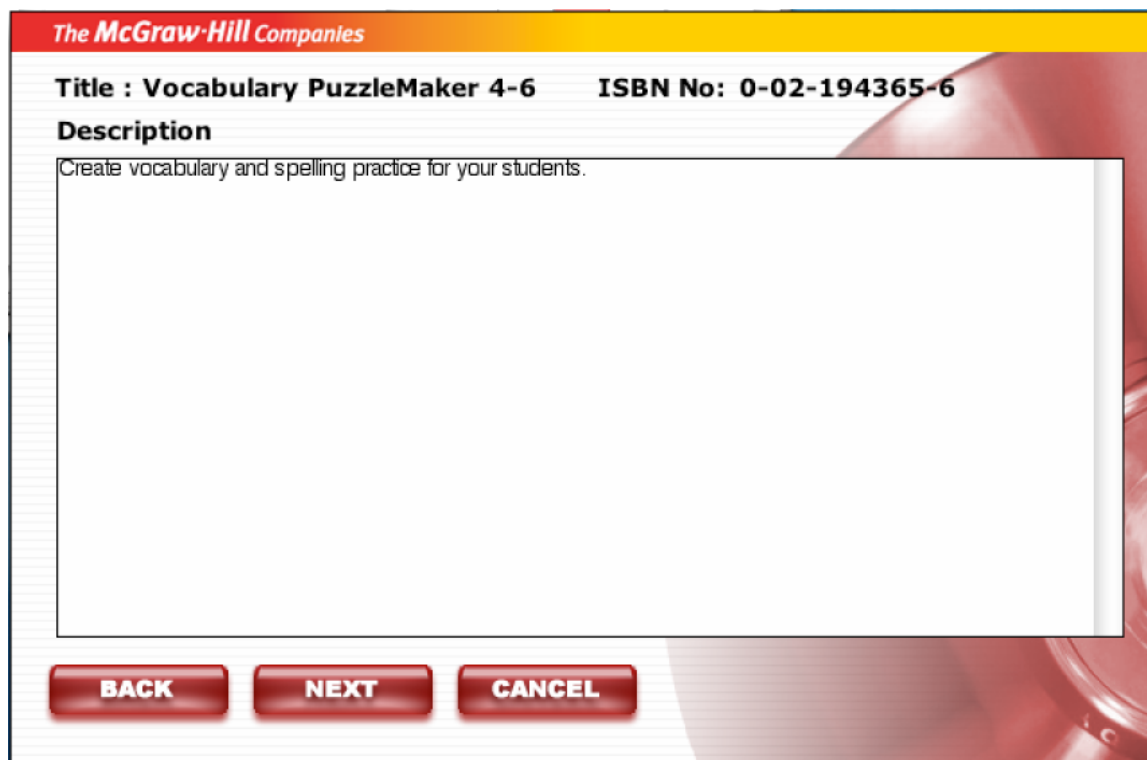 The McGraw·Hill Companies
Title : Vocabulary PuzzleMaker 4-6 ISBN No: 0-02-194365-6
Description
Create vocabulary and spelling practice for your students.
BACK NEXT CANCEL